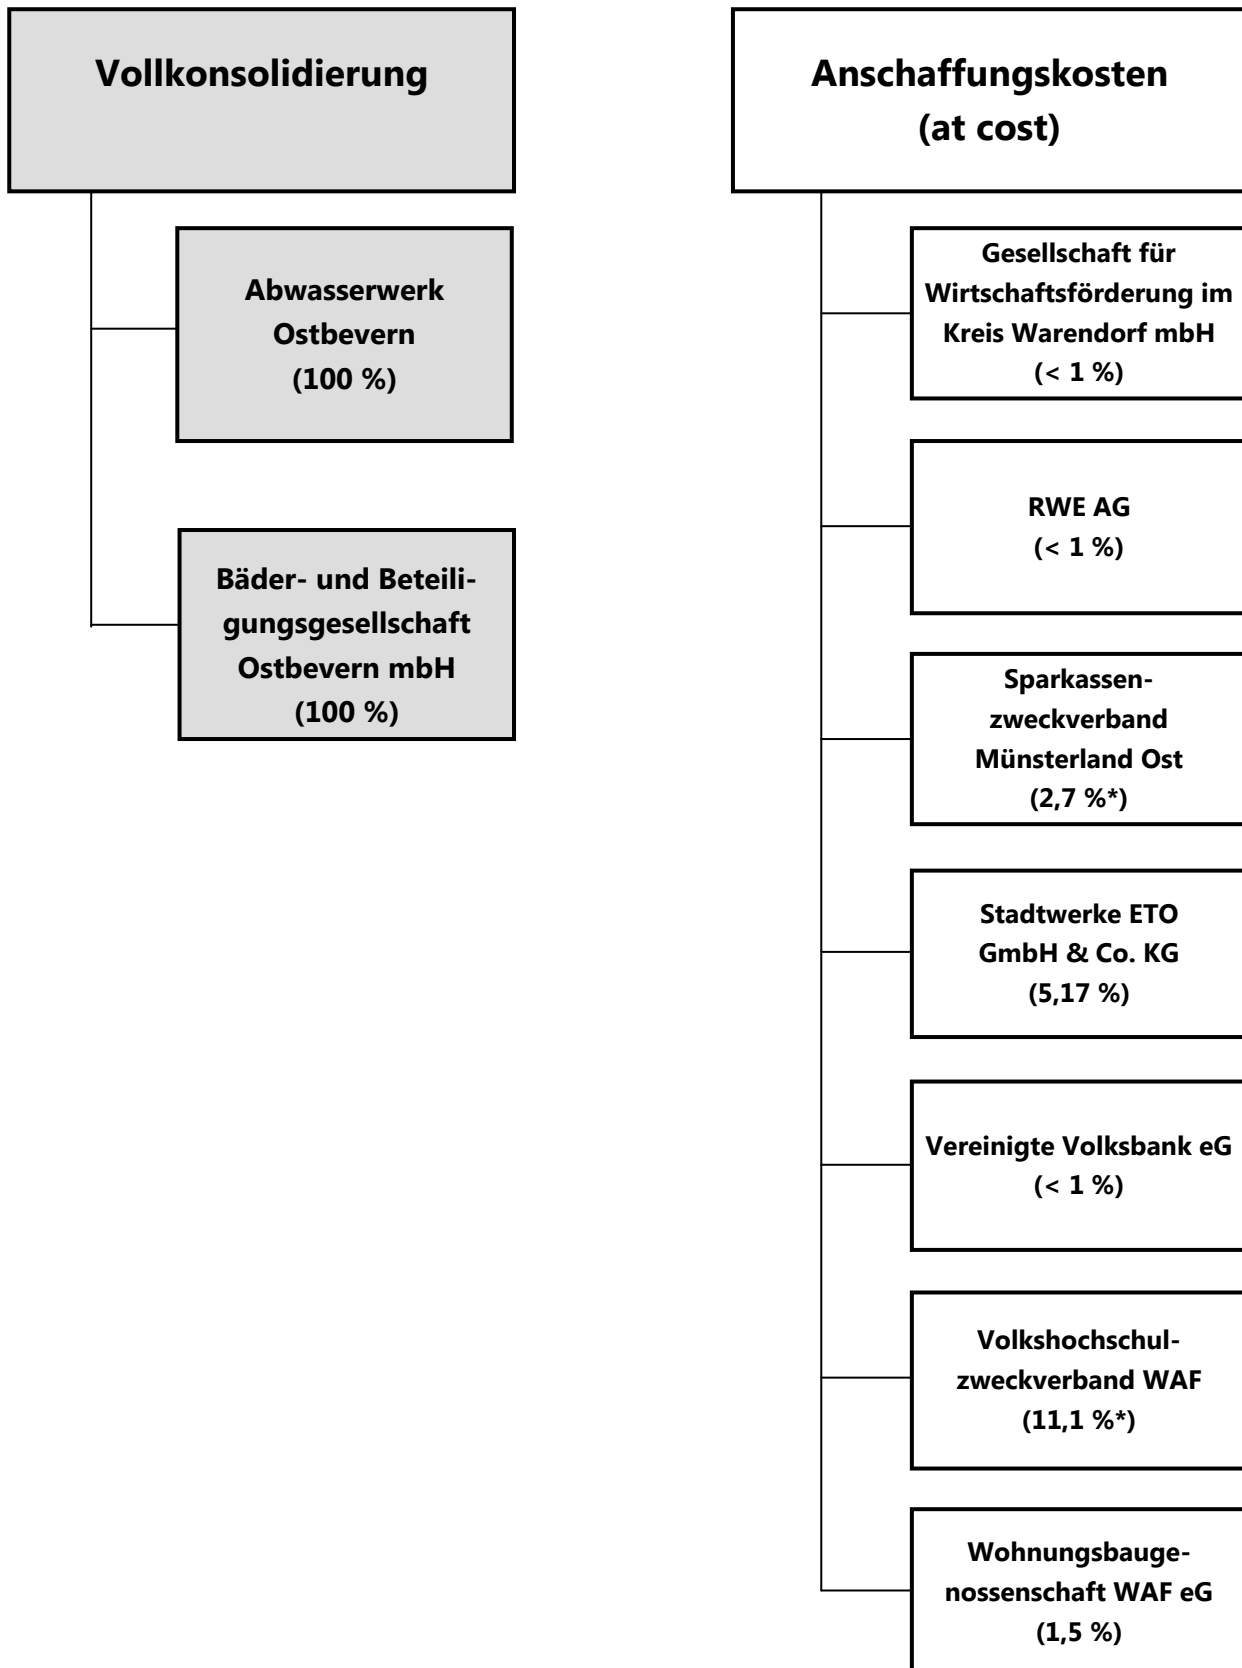 Vollkonsolidierung
Abwasserwerk
Ostbevern
(100 %)
Bäder- und Beteili-
gungsgesellschaft
Ostbevern mbH
(100 %)
Anschaffungskosten
(at cost)
Gesellschaft für
Wirtschaftsförderung im
Kreis Warendorf mbH
(< 1 %)
RWE AG
(< 1 %)
Sparkassen-
zweckverband
Münsterland Ost
(2,7 %*)
Stadtwerke ETO
GmbH & Co. KG
(5,17 %)
Vereinigte Volksbank eG
(< 1 %)
Volkshochschul-
zweckverband WAF
(11,1 %*)
Wohnungsbauge-
nossenschaft WAF eG
(1,5 %)